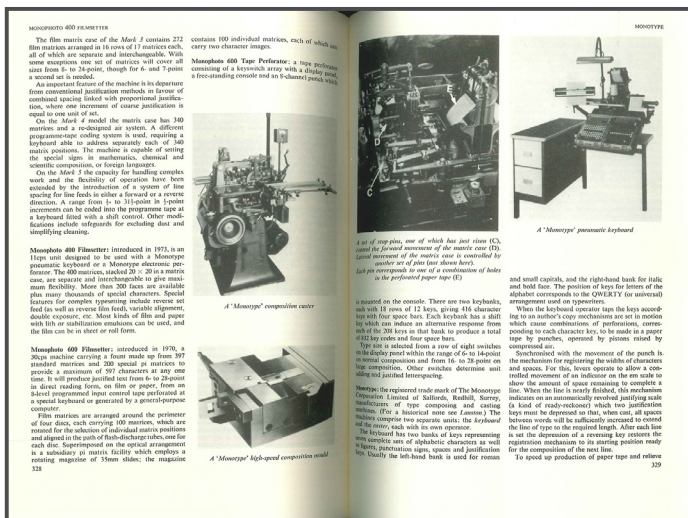 MONOPHOTO 400 FILMSETTER
The film matrix case of the Mark 3 contains 272
film matrices arranged in 16 rows of 17 matrices each,
all of which are separate and interchangeable. With
some exceptions one set of matrices will cover all
sizes from 8- to 24-point, though for 6- and 7-point
a second set is needed.
An important feature of the machine is its departure
from conventional justification methods in favour of
combined spacing linked with proportional justifica-
tion, where one increment of coarse justification is
equal to one unit of set.
On the Mark 4 model the matrix case has 340
matrices and a re-designed air system. A different
programme-tape coding system is used, requiring a
keyboard able to address separately each of 340
matrix positions. The machine is capable of setting
the special signs in mathematics, chemical and
scientific composition, or foreign languages.
On the Mark 5 the capacity for handling complex
work and the flexibility of operation have been
extended by the introduction of a system of line
spacing for line feeds in either a forward or a reverse
direction. A range from to 31½-point in ½-point
increments can be coded into the programme tape at
a keyboard fitted with a shift control. Other modi-
fications include safeguards for excluding dust and
simplifying cleaning.
Monophoto 400 Filmsetter: introduced in 1973, is an
11cps unit designed to be used with a Monotype
pneumatic keyboard or a Monotype electronic per-
forator. The 400 matrices, stacked 20 × 20 in a matrix
case, are separate and interchangeable to give maxi-
mum flexibility. More than 200 faces are available
plus many thousands of special characters. Special
features for complex typesetting include reverse set
feed (as well as reverse film feed), variable alignment,
double exposure, etc. Most kinds of film and paper
with lith or stabilization emulsions can be used, and
the film can be in sheet or roll form.
Monophoto 600 Filmsetter: introduced in 1970, a
30cps machine carrying a fount made up from 397
standard matrices and 200 special pi matrices to
provide a maximum of 597 characters at any one
time. It will produce justified text from 6- to 28-point
in direct reading form, on film or paper, from an
8-level programmed input control tape perforated at
a special keyboard or generated by a general-purpose
computer.
Film matrices are arranged around the perimeter
of four discs, each carrying 100 matrices, which are
rotated for the selection of individual matrix positions
and aligned in the path of flash-discharge tubes, one for
each disc. Superimposed on the optical arrangement
is a subsidiary pi matrix facility which employs a
rotating magazine of 35mm slides; the magazine
328
contains 100 individual matrices, each of which can
carry two character images.
Monophoto 600 Tape Perforator: a tape perforator
consisting of a keyswitch array with a display panel,
a free-standing console and an 8-channel punch which
A 'Monotype' composition caster
A 'Monotype' high-speed composition mould
MONOTYPE
E
D
C
A set of stop-pins, one of which has just risen (C),
control the forward movement of the matrix case (D).
Lateral movement of the matrix case is controlled by
another set of pins (not shown here).
Each pin corresponds to one of a combination of holes
in the perforated paper tape (E)
A 'Monotype' pneumatic keyboard
is mounted on the console. There are two keybanks,
each with 18 rows of 12 keys, giving 416 character
keys with four space bars. Each keybank has a shift
key which can induce an alternative response from
each of the 208 keys in that bank to produce a total
of 832 key codes and four space bars.
Type size is selected from a row of eight switches
on the display panel within the range of 6- to 14-point
in normal composition and from 16- to 28-point on
large composition. Other switches determine unit
adding and justified letterspacing.
Monotype: the registered trade mark of The Monotype
Corporation Limited of Salfords, Redhill, Surrey,
manufacturers of type composing and casting
machines. (For a historical note see Lanston.) The
machines comprise two separate units: the keyboard
and the caster, each with its own operator.
The keyboard has two banks of keys representing
seven complete sets of alphabetic characters as well
as figures, punctuation signs, spaces and justification
keys. Usually the left-hand bank is used for roman
and small capitals, and the right-hand bank for italic
and bold face. The position of keys for letters of the
alphabet corresponds to the QWERTY (or universal)
arrangement used on typewriters.
When the keyboard operator taps the keys accord-
ing to an author's copy mechanisms are set in motion
which cause combinations of perforations, corres-
ponding to each character key, to be made in a paper
tape by punches, operated by pistons raised by
compressed air.
Synchronised with the movement of the punch is
the mechanism for registering the widths of characters
and spaces. For this, levers operate to allow a con-
trolled movement of an indicator on the em scale to
show the amount of space remaining to complete a
line. When the line is nearly finished, this mechanism
indicates on an automatically revolved justifying scale
(a kind of ready-reckoner) which two justification
keys must be depressed so that, when cast, all spaces
between words will be sufficiently increased to extend
the line of type to the required length. After each line
is set the depression of a reversing key restores the
registration mechanism to its starting position ready
for the composition of the next line.
To speed up production of paper tape and relieve
329